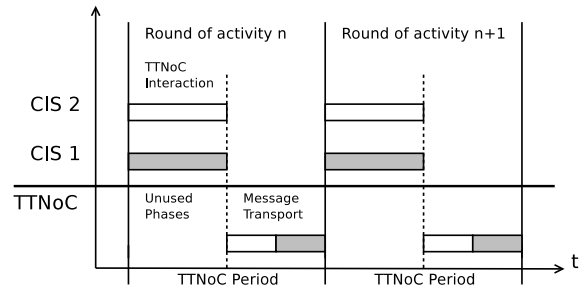 Round of activity n
Round of activity n+1
TTNoC
Interaction
CIS 2
CIS 1
TTNoC
Unused
Phases
Message
Transport
t
TTNoC Period
TTNoC Period